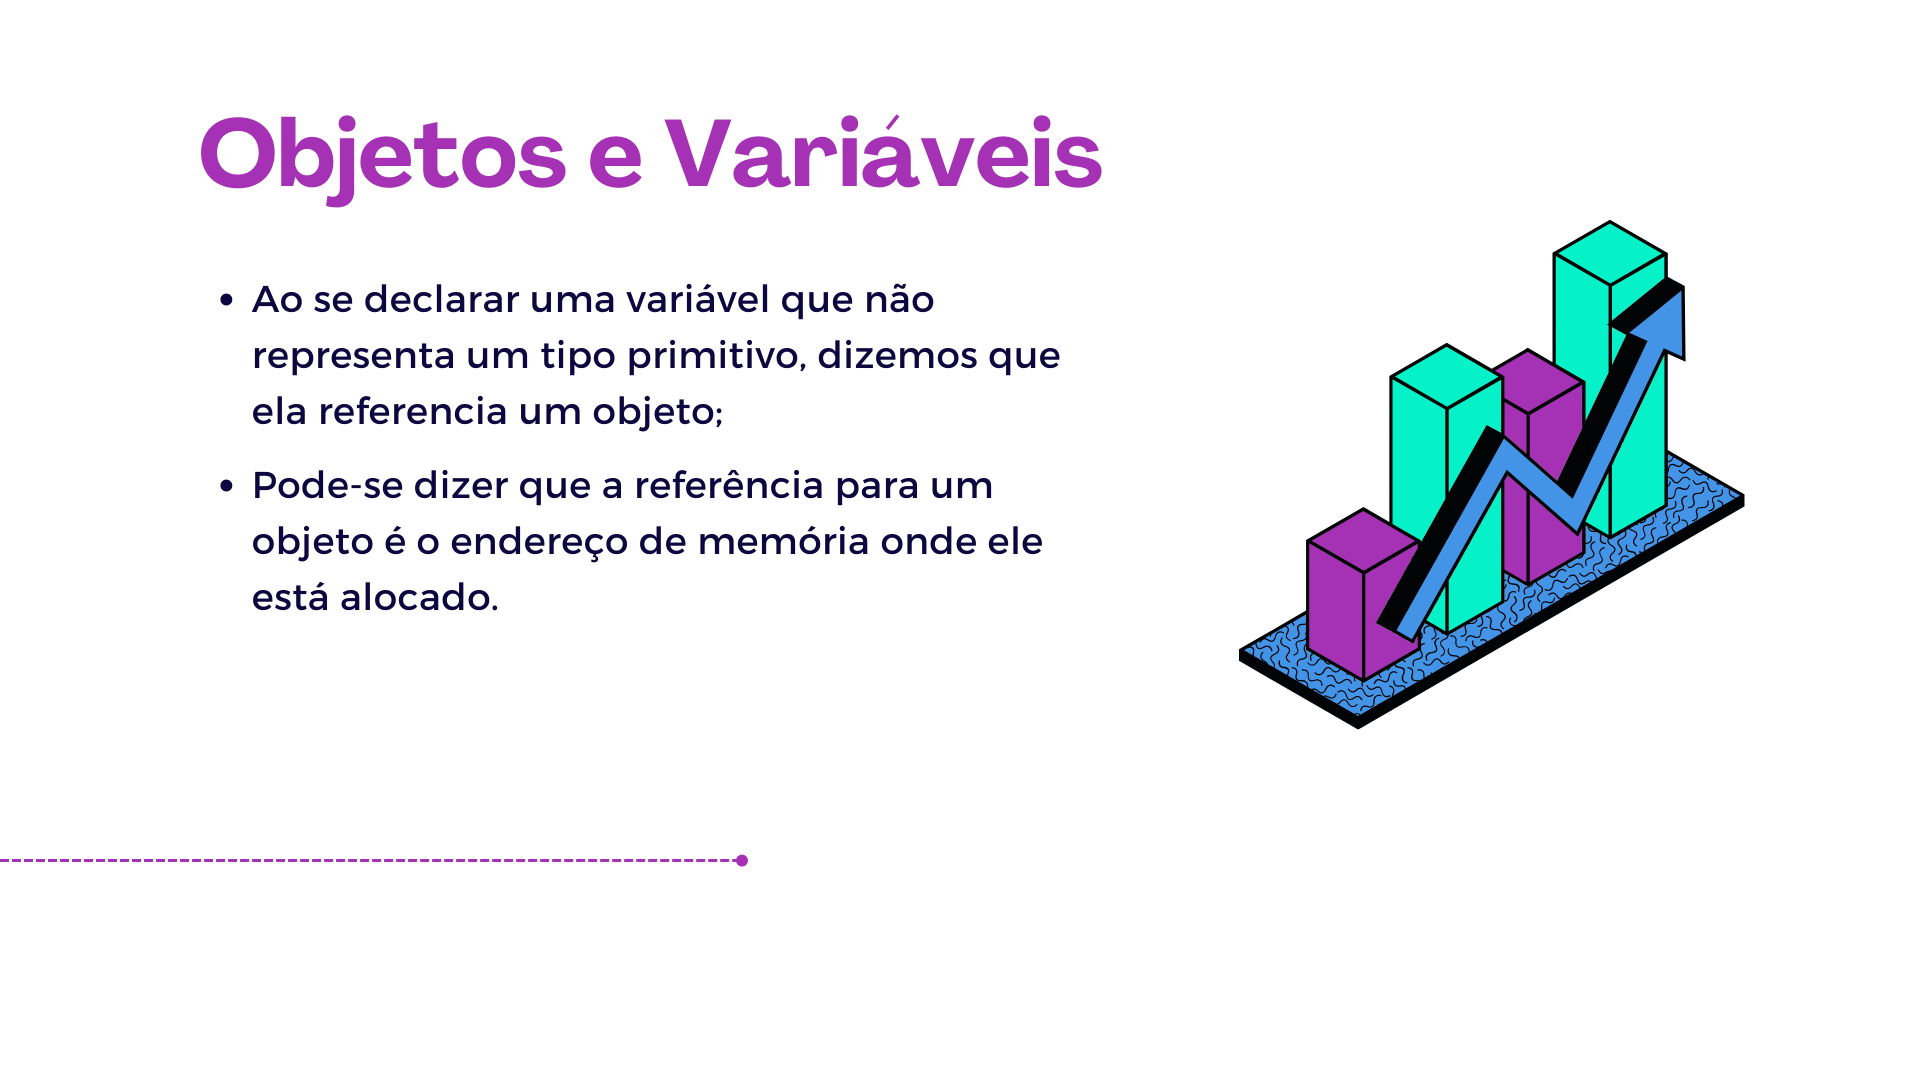 Objetos e Variáveis
• Ao se declarar uma variável que não
representa um tipo primitivo, dizemos que
ela referencia um objeto;
• Pode-se dizer que a referência para um
objeto é o endereço de memória onde ele
está alocado.